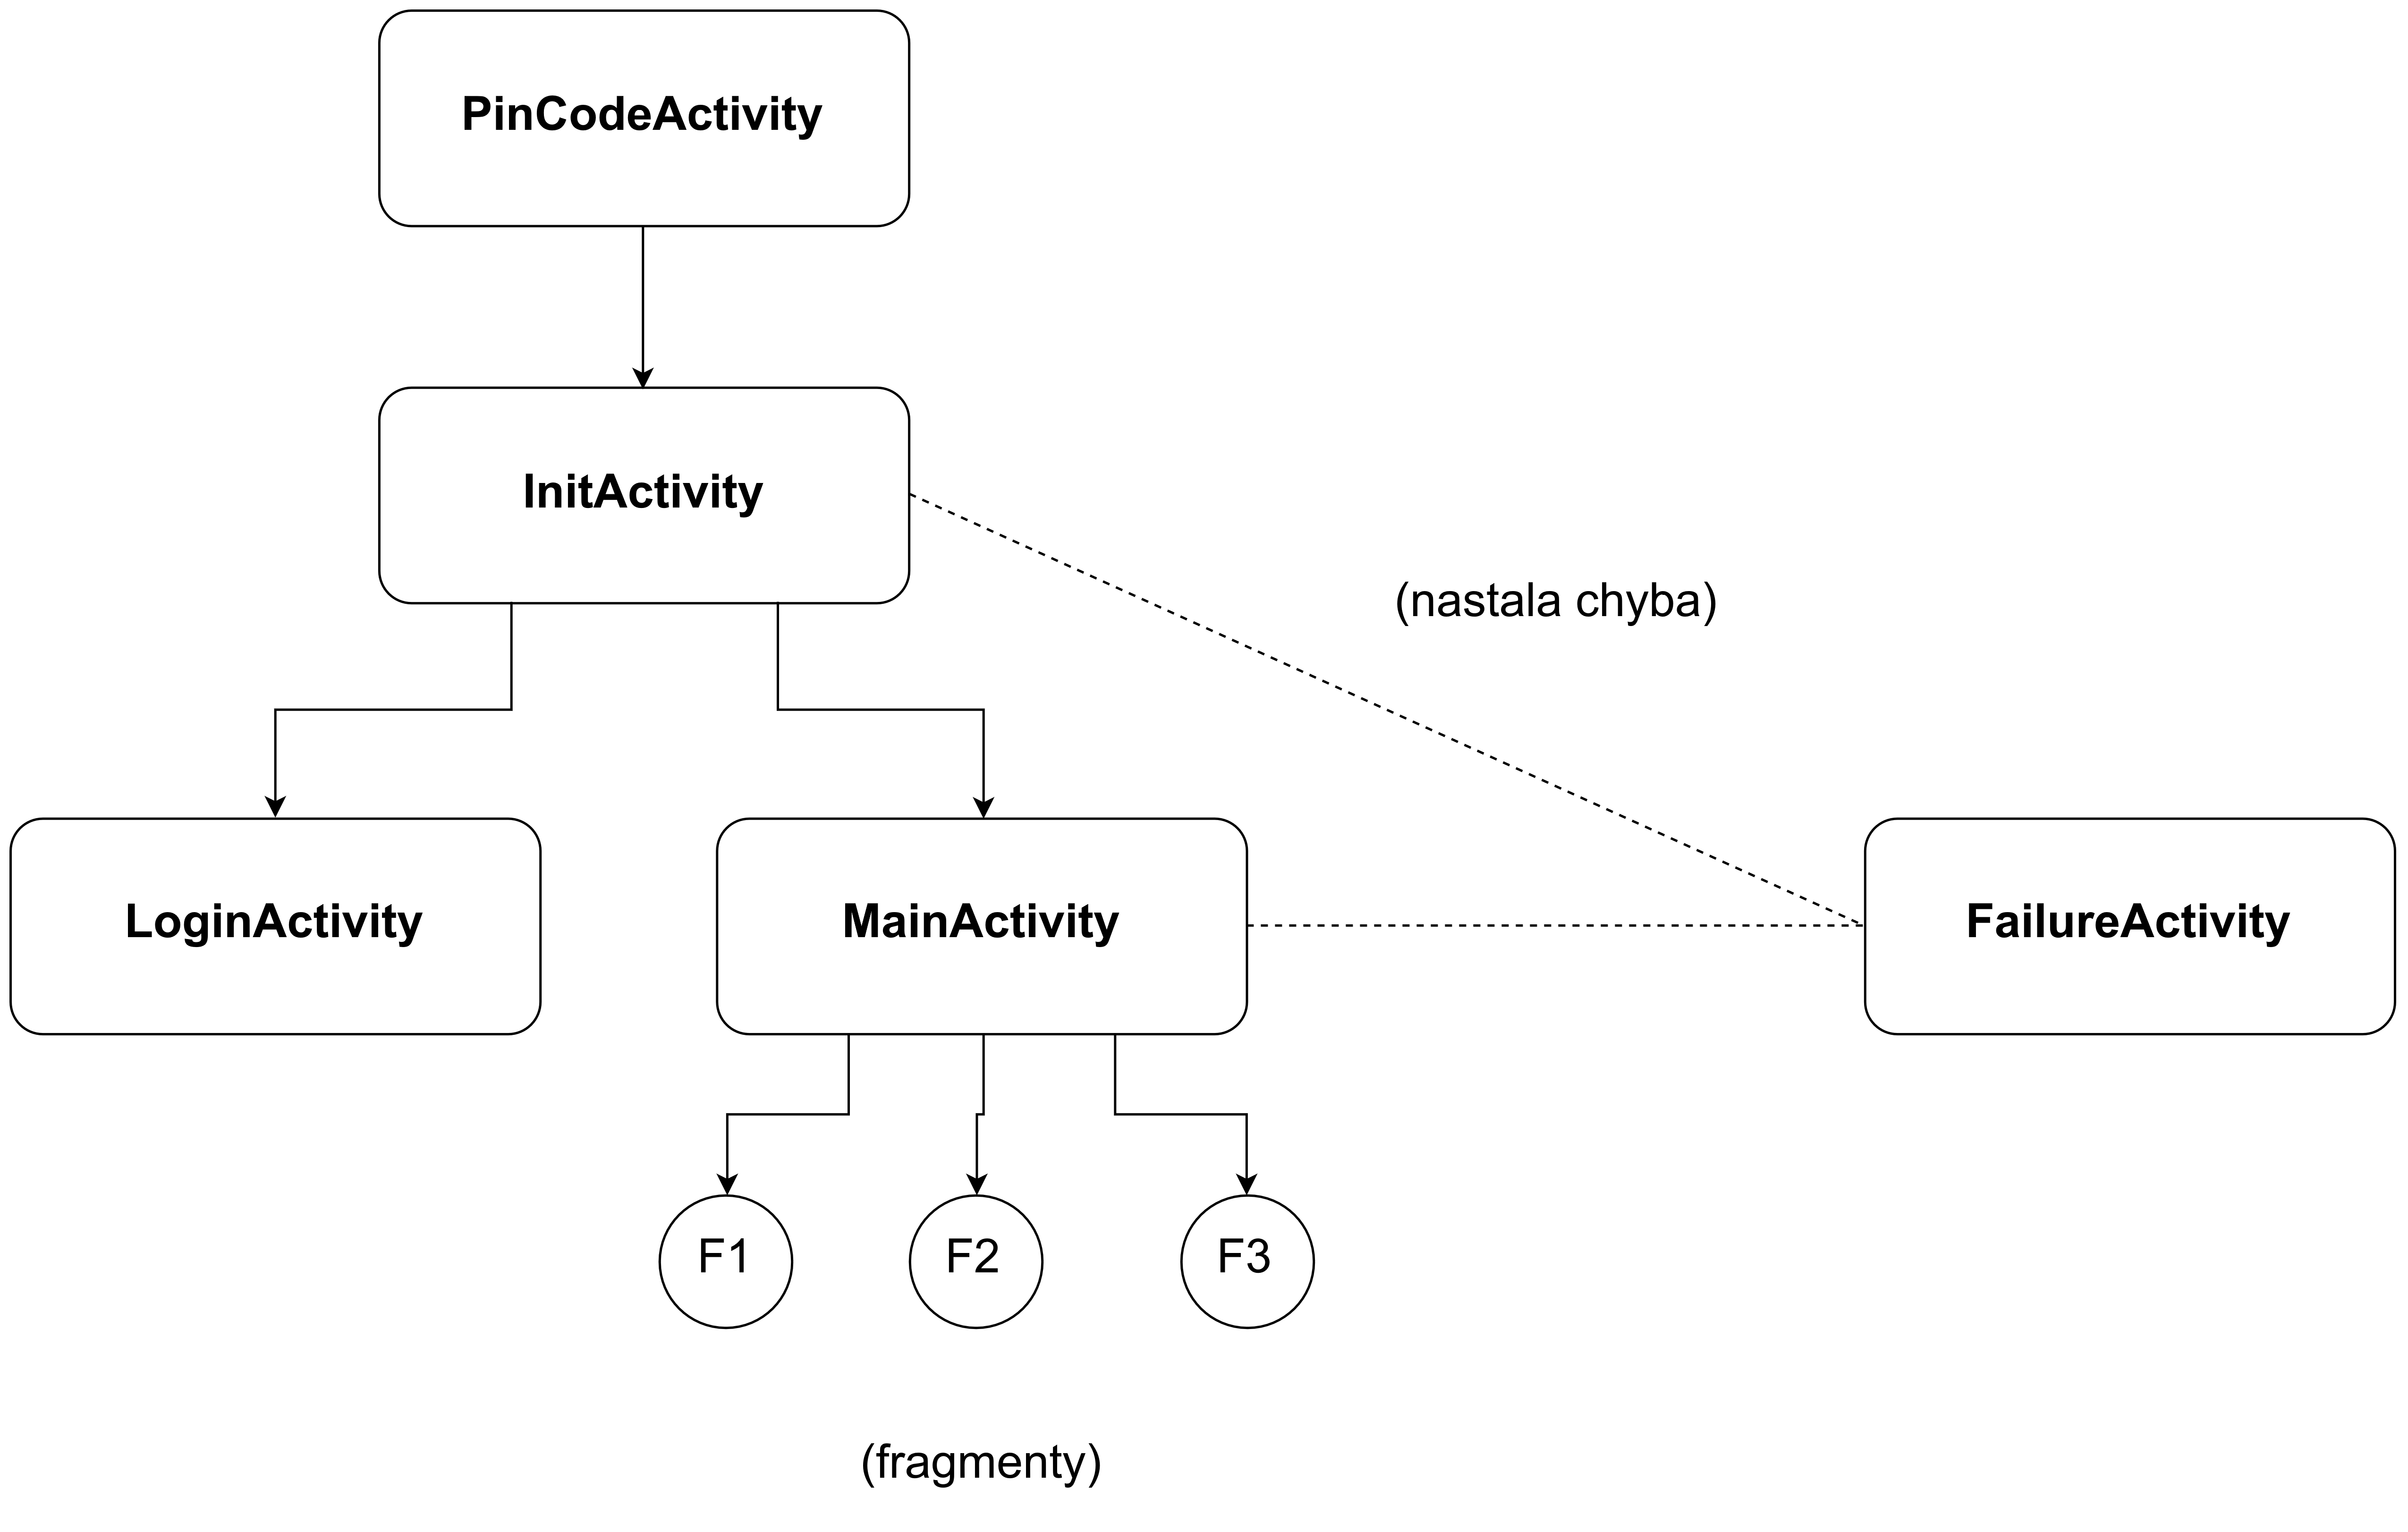 PinCodeActivity
InitActivity
(nastala chyba)
LoginActivity
MainActivity
FailureActivity
F1
F2
F3
(fragmenty)